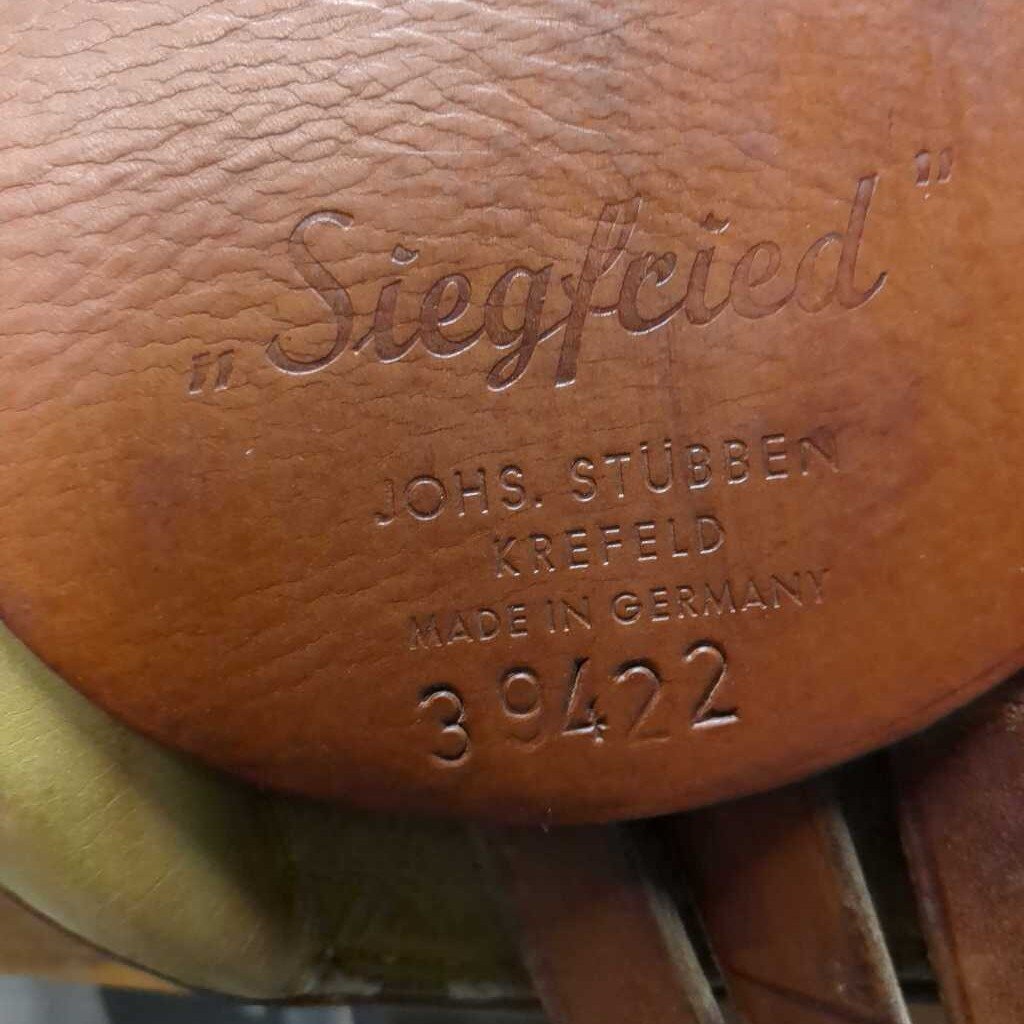 „Siegfried"
JOHS. STÜBBEN
KREFELD
MADE IN GERMANY
39422